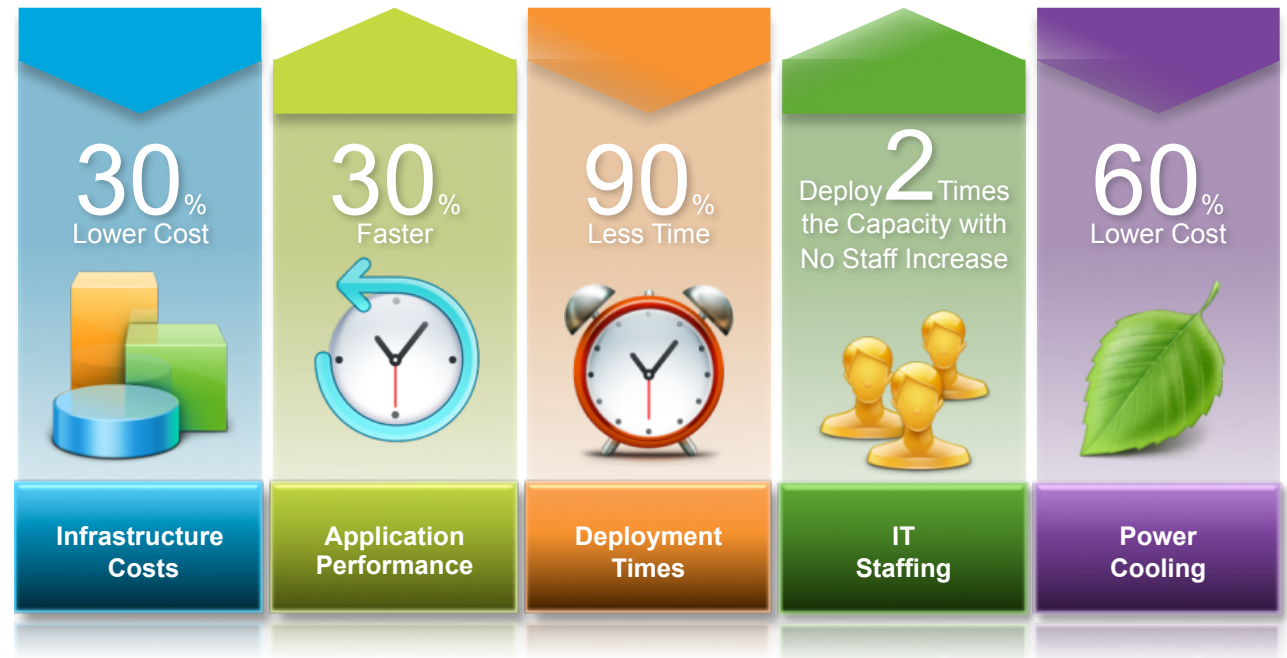 30%
Lower Cost
30%
Faster
90%
Less Time
Deploy 2 Times
the Capacity with
No Staff Increase
60%
Lower Cost
Infrastructure
Costs
Application
Performance
Deployment
Times
IT
Staffing
Power
Cooling